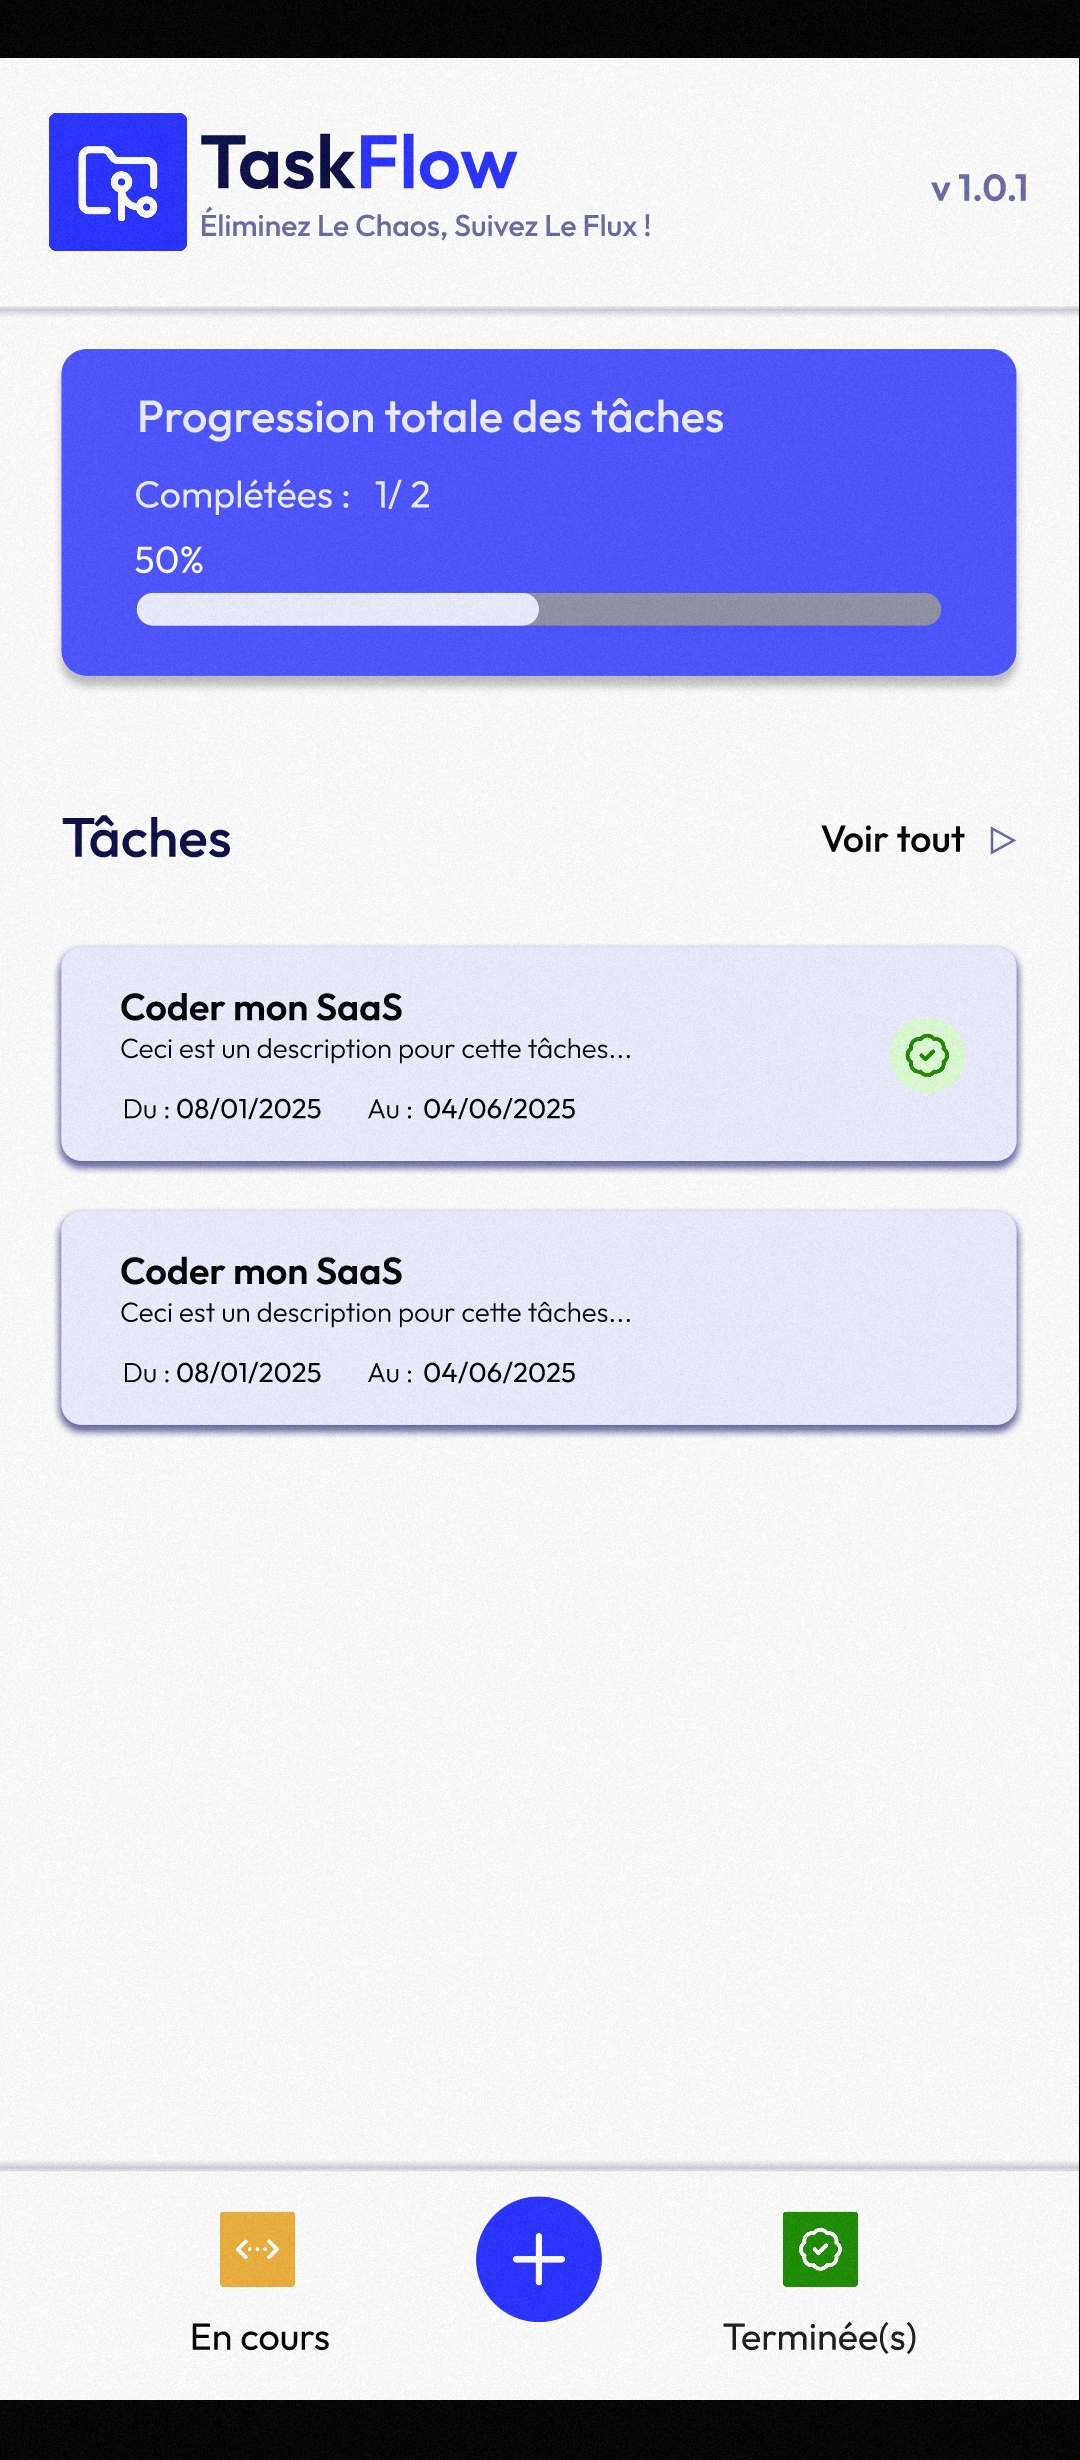 TaskFlow
Éliminez Le Chaos, Suivez Le Flux !
v 1.0.1
Progression totale des tâches
Complétées : 1/ 2
50%
Tâches
Voir tout
Coder mon SaaS
Ceci est un description pour cette tâches...
Du : 08/01/2025 Au : 04/06/2025
Coder mon SaaS
Ceci est un description pour cette tâches...
Du : 08/01/2025 Au : 04/06/2025
En cours
Terminée(s)